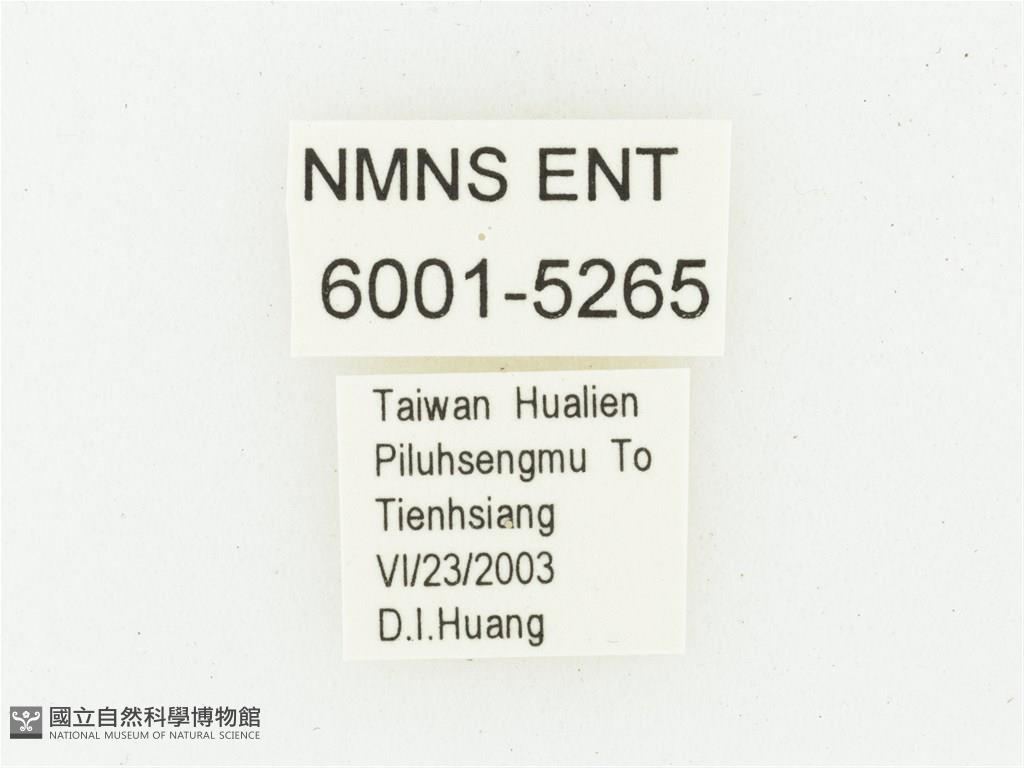 NMNS ENT
6001-5265
Taiwan Hualien
Piluhsengmu To
Tienhsiang
VI/23/2003
D.I.Huang
國立自然科學博物館
NATIONAL MUSEUM OF NATURAL SCIENCE